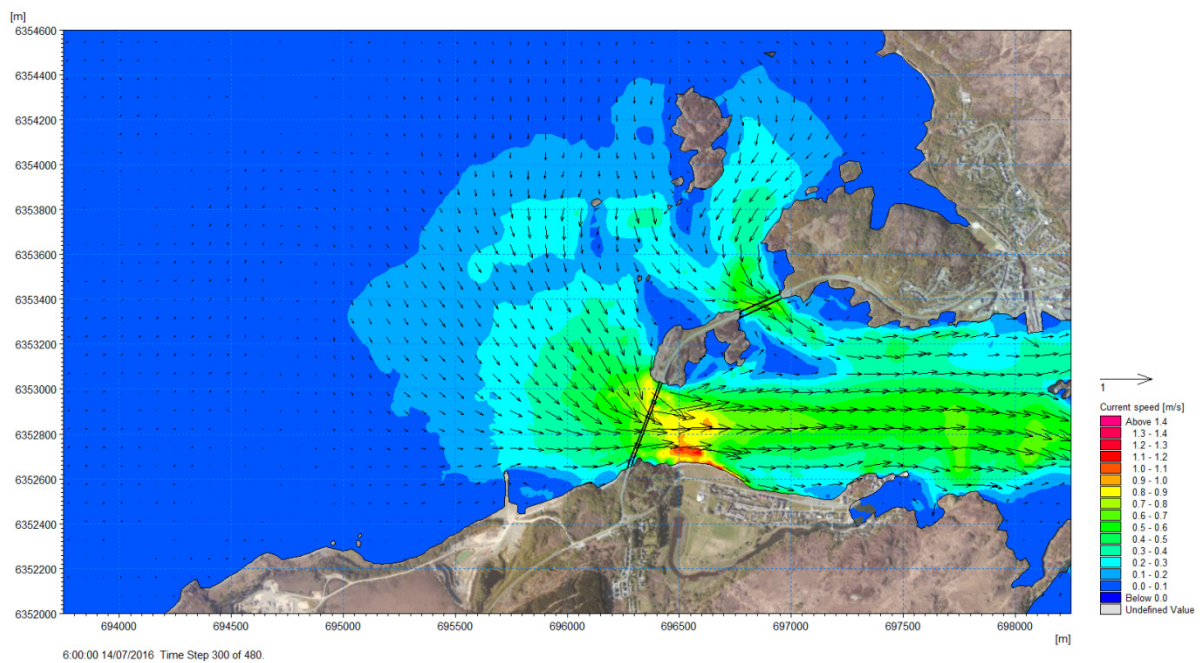 [m]
6354600
6354400
6354200
6354000
6353800
6353600
6353400
6353200
6353000
6352800
6352600
6352400
6352200
6352000
694000 694500 695000 695500 696000 696500 697000 697500 698000
[m]
1
Current speed [m/s]
Above 1.4
1.3 - 1.4
1.2 - 1.3
1.1 - 1.2
1.0 - 1.1
0.9 - 1.0
0.8 - 0.9
0.7 - 0.8
0.6 - 0.7
0.5 - 0.6
0.4 - 0.5
0.3 - 0.4
0.2 - 0.3
0.1 - 0.2
0.0 - 0.1
Below 0.0
Undefined Value
6:00:00 14/07/2016 Time Step 300 of 480.